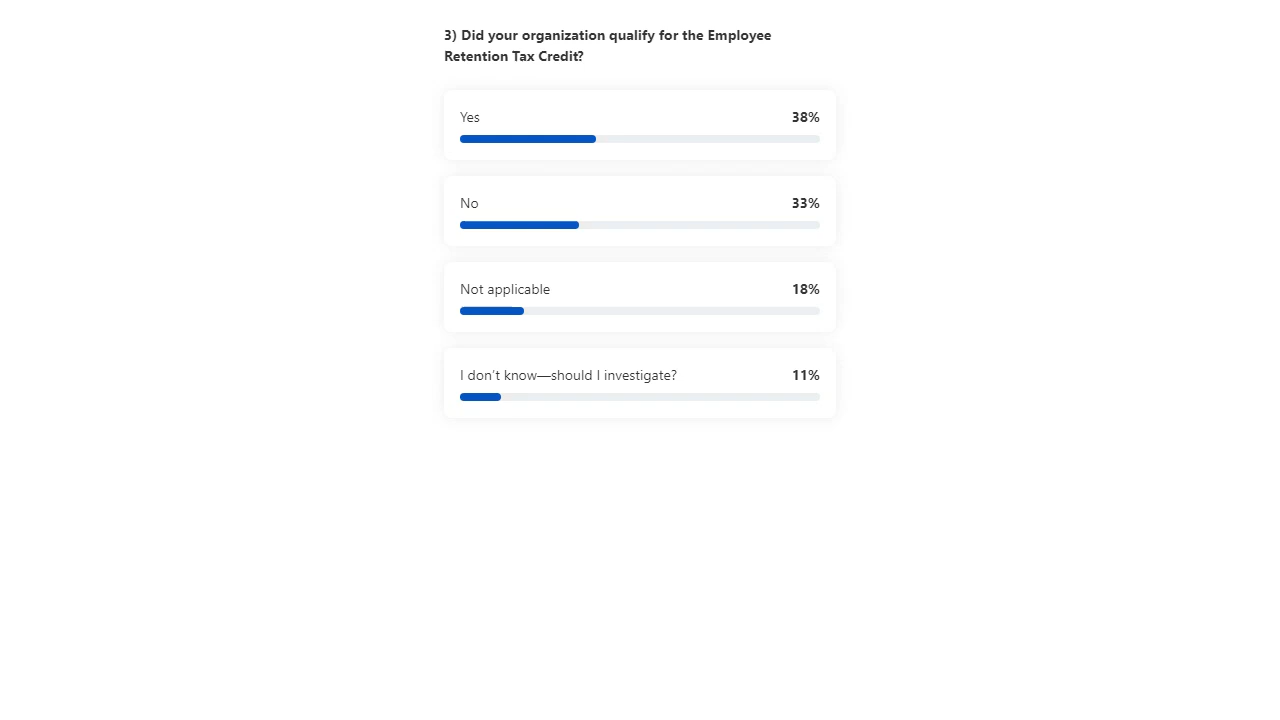 3) Did your organization qualify for the Employee
Retention Tax Credit?
Yes 38%
No 33%
Not applicable 18%
I don't know—should I investigate? 11%